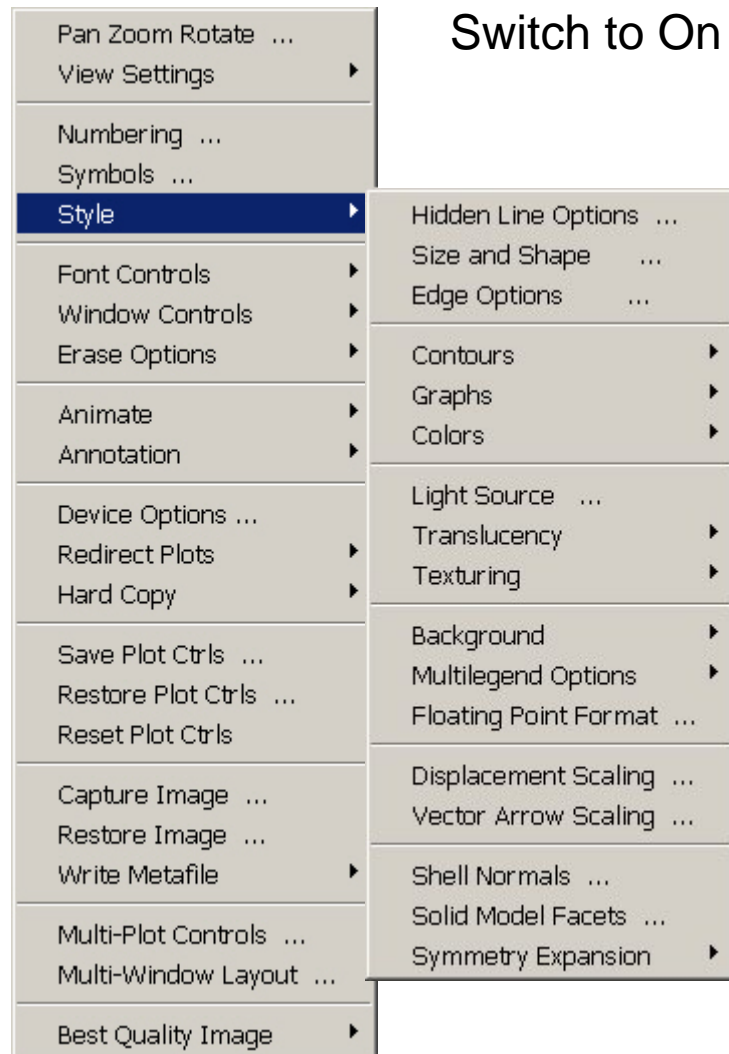 Switch to On
Pan Zoom Rotate ...
View Settings
Numbering ...
Symbols ...
Style
Font Controls
Window Controls
Erase Options
Animate
Annotation
Device Options ...
Redirect Plots
Hard Copy
Save Plot Ctrls ...
Restore Plot Ctrls ...
Reset Plot Ctrls
Capture Image ...
Restore Image ...
Write Metafile
Multi-Plot Controls ...
Multi-Window Layout ...
Best Quality Image
Hidden Line Options ...
Size and Shape ...
Edge Options ...
Contours
Graphs
Colors
Light Source ...
Translucency
Texturing
Background
Multilegend Options
Floating Point Format ...
Displacement Scaling ...
Vector Arrow Scaling ...
Shell Normals ...
Solid Model Facets ...
Symmetry Expansion